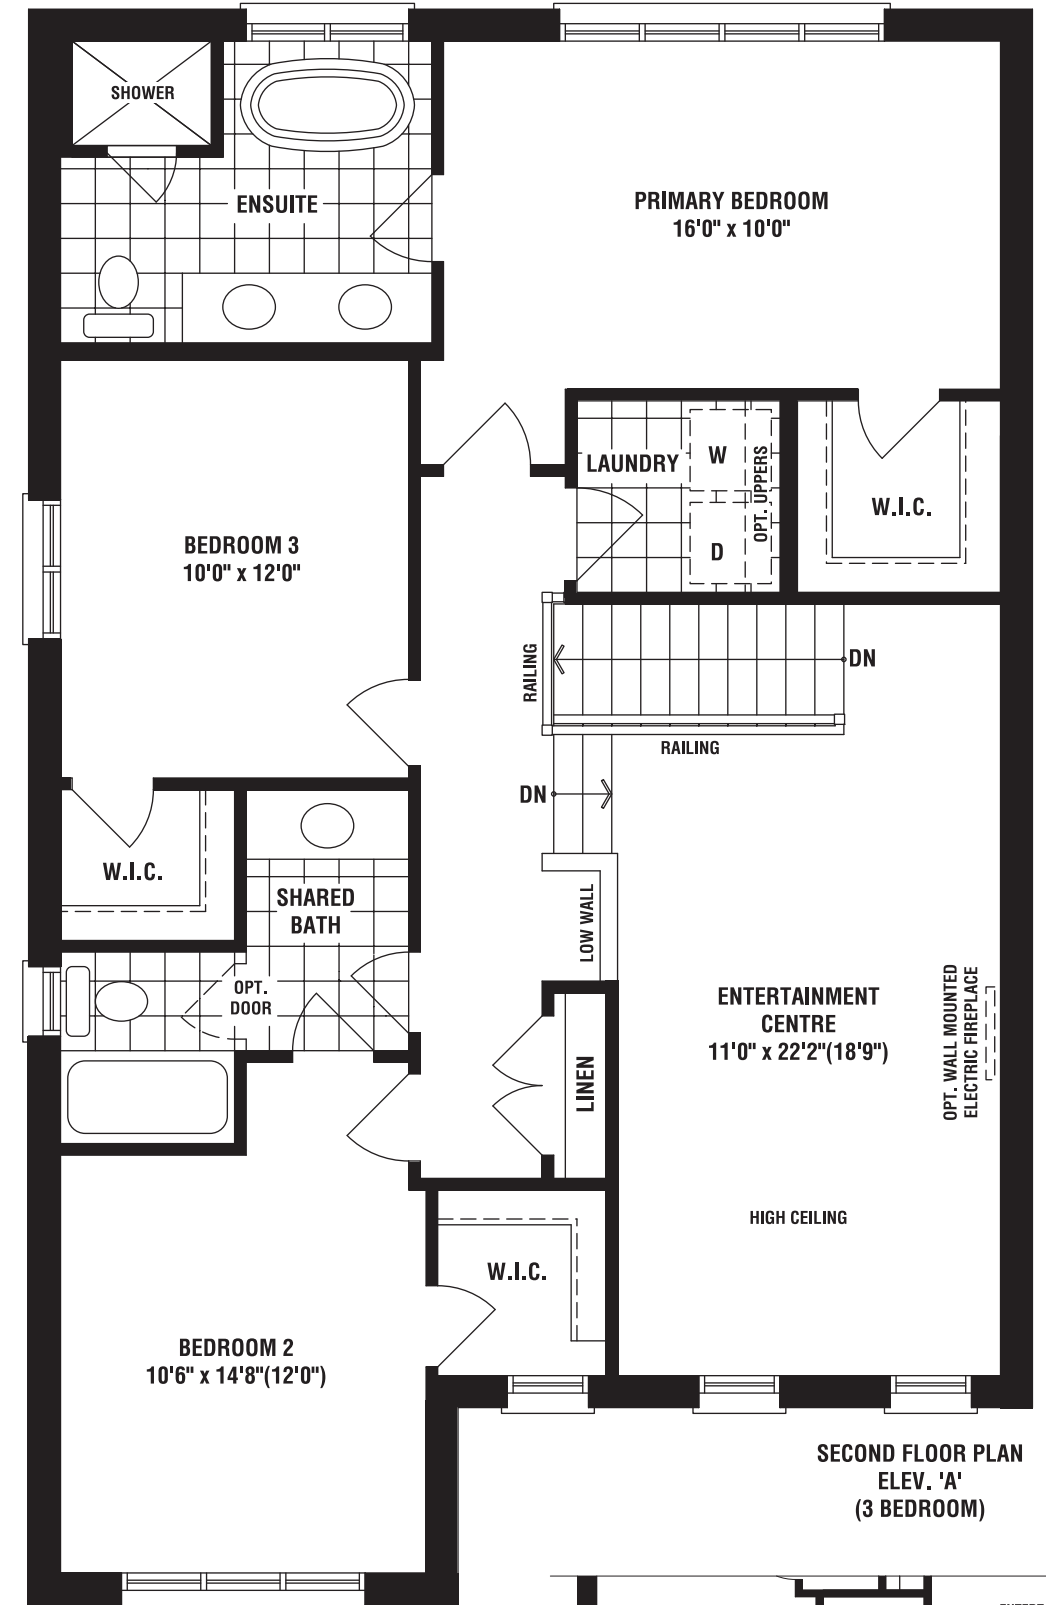 SHOWER
ENSUITE
PRIMARY BEDROOM
16'0" x 10'0"
LAUNDRY
W
D
OPT. UPPERS
W.I.C.
BEDROOM 3
10'0" x 12'0"
RAILING
DN
RAILING
DN
W.I.C.
SHARED
BATH
LOW WALL
OPT.
DOOR
ENTERTAINMENT
CENTRE
11'0" x 22'2"(18'9")
OPT. WALL MOUNTED
ELECTRIC FIREPLACE
LINEN
HIGH CEILING
W.I.C.
BEDROOM 2
10'6" x 14'8"(12'0")
SECOND FLOOR PLAN
ELEV. 'A'
(3 BEDROOM)